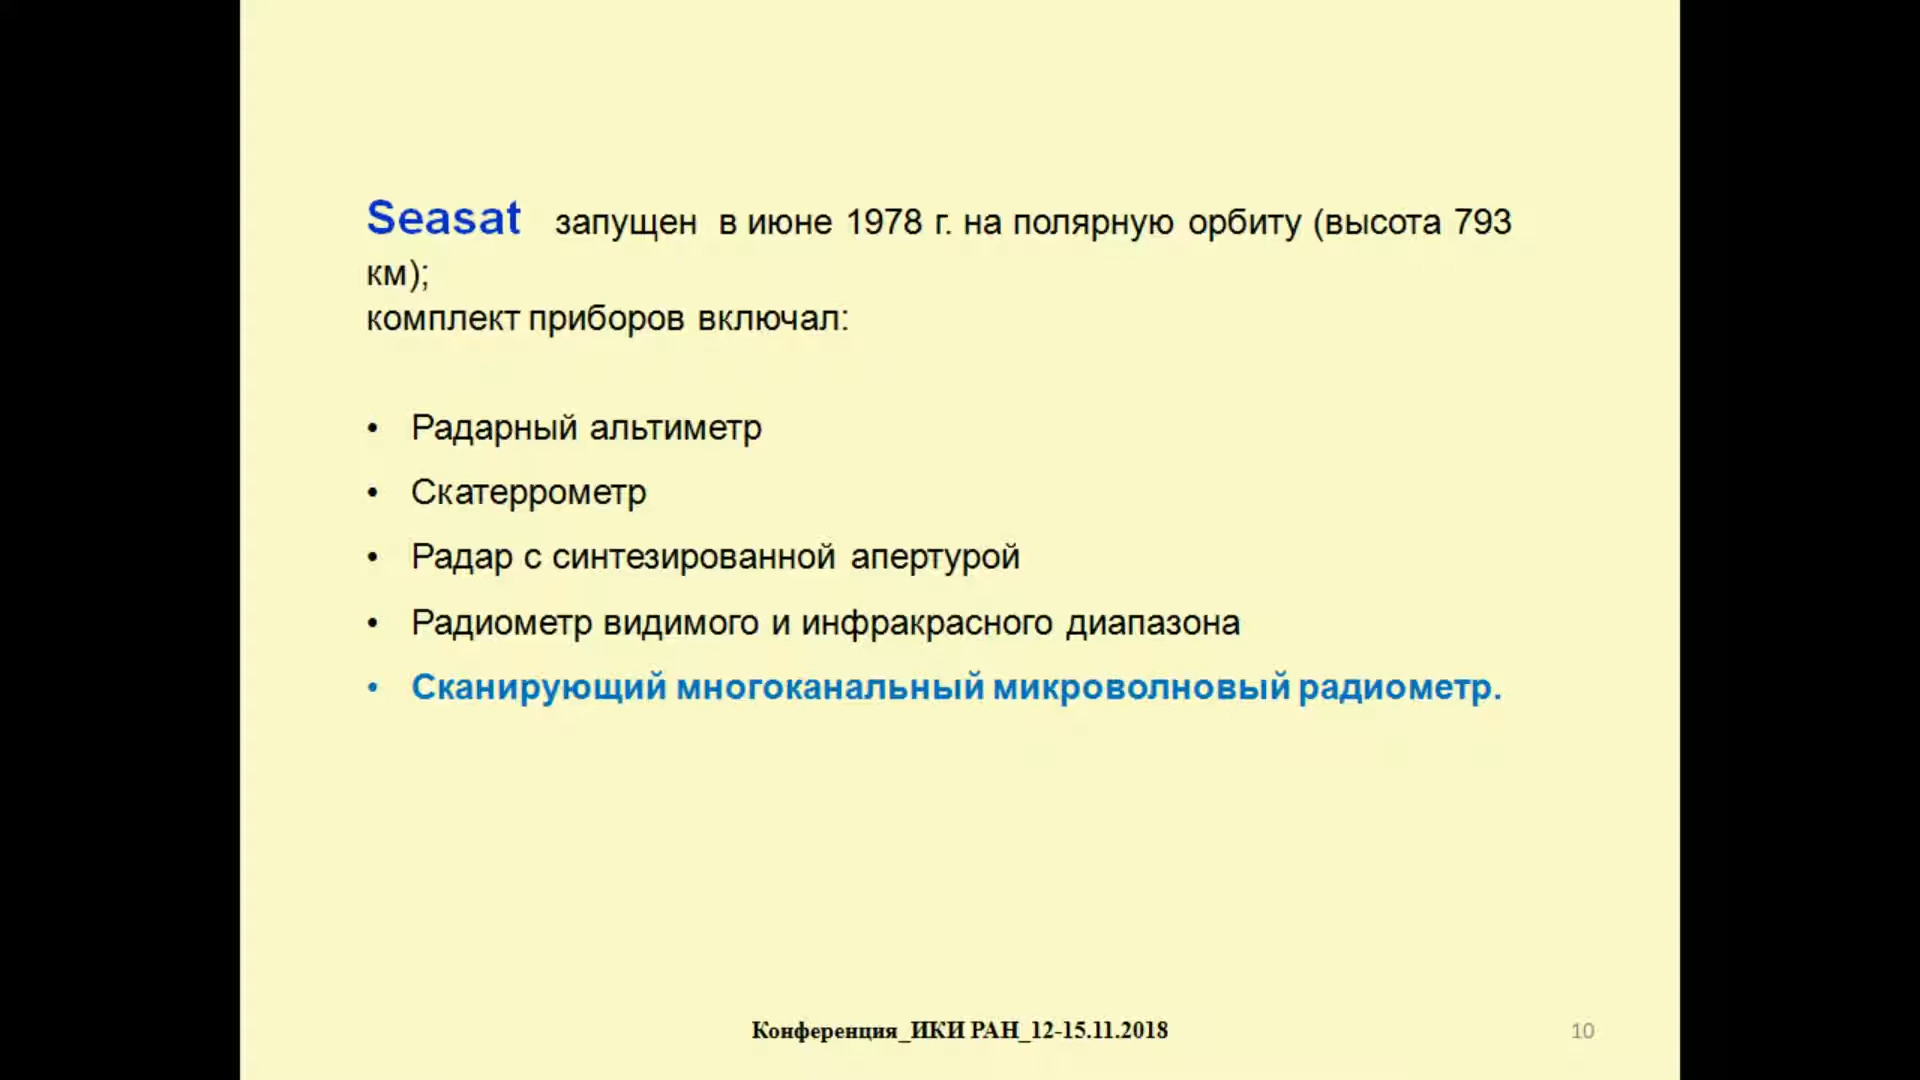 Seasat запущен в июне 1978 г. на полярную орбиту (высота 793
км);
комплект приборов включал:
• Радарный альтиметр
• Скатеррометр
• Радар с синтезированной апертурой
• Радиометр видимого и инфракрасного диапазона
• Сканирующий многоканальный микроволновый радиометр.
Конференция_ИКИ РАН_12-15.11.2018
10